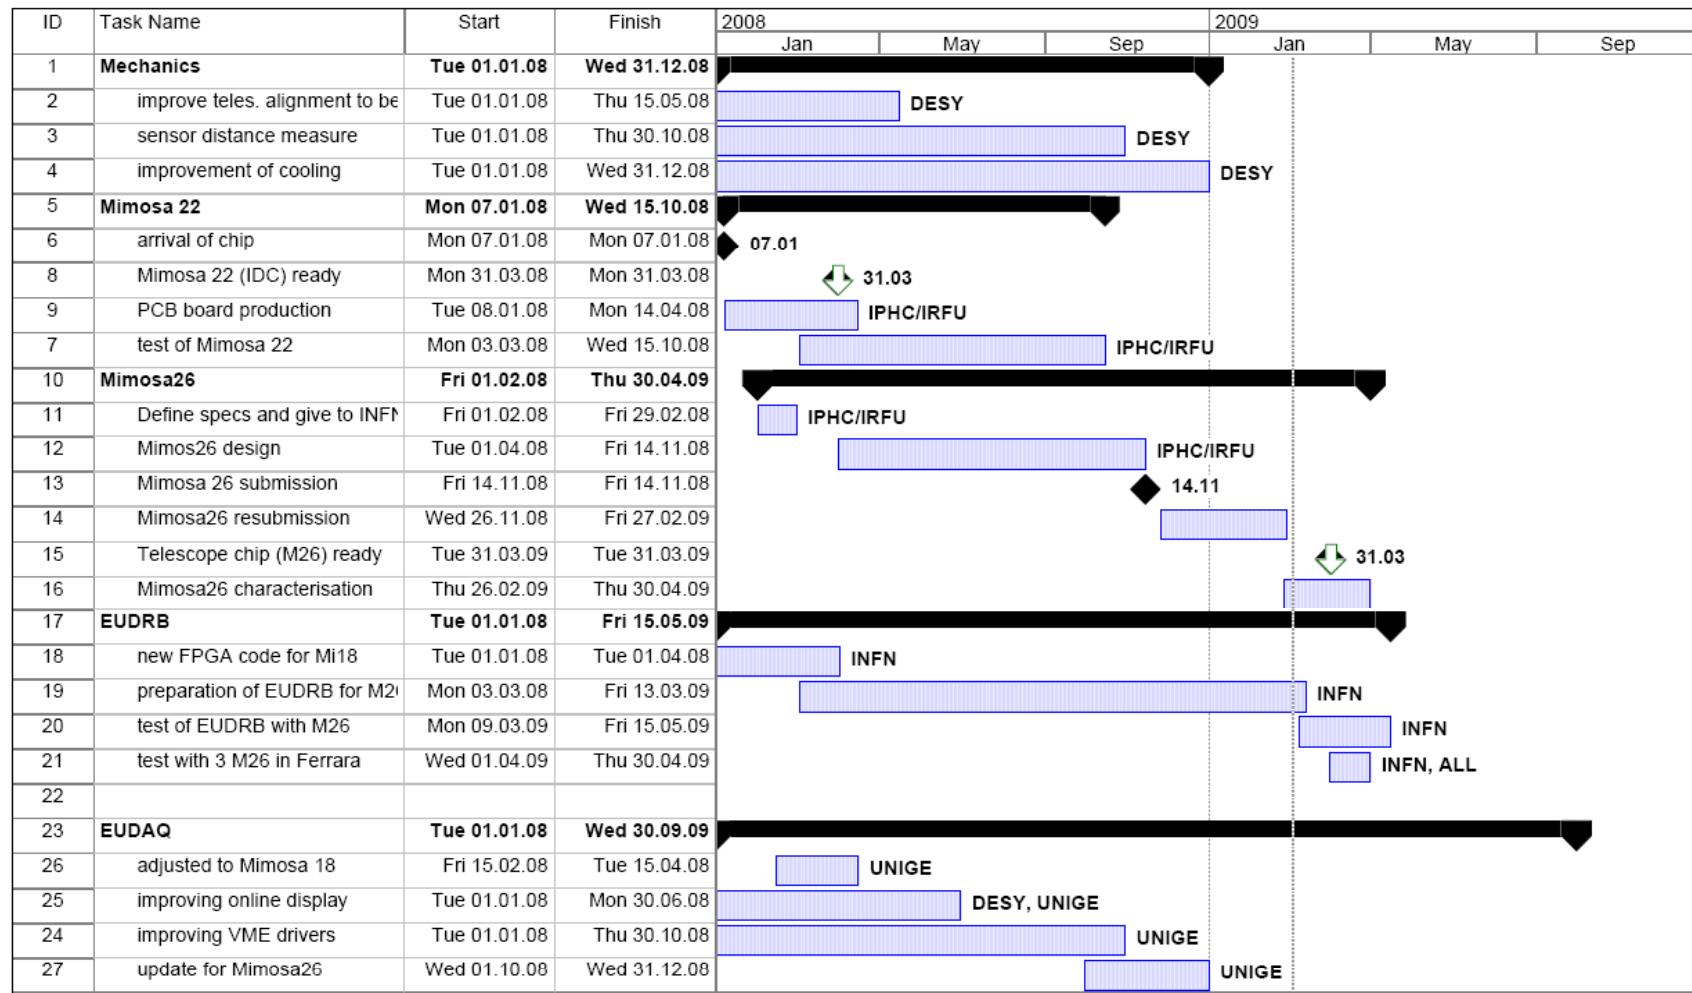 ID Task Name Start Finish 2008 2009
Jan May Sep Jan May Sep
1 Mechanics Tue 01.01.08 Wed 31.12.08
2 improve teles. alignment to be Tue 01.01.08 Thu 15.05.08 DESY
3 sensor distance measure Tue 01.01.08 Thu 30.10.08 DESY
4 improvement of cooling Tue 01.01.08 Wed 31.12.08 DESY
5 Mimosa 22 Mon 07.01.08 Wed 15.10.08
6 arrival of chip Mon 07.01.08 Mon 07.01.08 07.01
8 Mimosa 22 (IDC) ready Mon 31.03.08 Mon 31.03.08 31.03
9 PCB board production Tue 08.01.08 Mon 14.04.08 IPHC/IRFU
7 test of Mimosa 22 Mon 03.03.08 Wed 15.10.08 IPHC/IRFU
10 Mimosa26 Fri 01.02.08 Thu 30.04.09
11 Define specs and give to INFN Fri 01.02.08 Fri 29.02.08 IPHC/IRFU
12 Mimos26 design Tue 01.04.08 Fri 14.11.08 IPHC/IRFU
13 Mimosa 26 submission Fri 14.11.08 Fri 14.11.08 14.11
14 Mimosa26 resubmission Wed 26.11.08 Fri 27.02.09
15 Telescope chip (M26) ready Tue 31.03.09 Tue 31.03.09 31.03
16 Mimosa26 characterisation Thu 26.02.09 Thu 30.04.09
17 EUDRB Tue 01.01.08 Fri 15.05.09
18 new FPGA code for Mi18 Tue 01.01.08 Tue 01.04.08 INFN
19 preparation of EUDRB for M2 Mon 03.03.08 Fri 13.03.09 INFN
20 test of EUDRB with M26 Mon 09.03.09 Fri 15.05.09 INFN
21 test with 3 M26 in Ferrara Wed 01.04.09 Thu 30.04.09 INFN, ALL
22
23 EUDAQ Tue 01.01.08 Wed 30.09.09
26 adjusted to Mimosa 18 Fri 15.02.08 Tue 15.04.08 UNIGE
25 improving online display Tue 01.01.08 Mon 30.06.08 DESY, UNIGE
24 improving VME drivers Tue 01.01.08 Thu 30.10.08 UNIGE
27 update for Mimosa26 Wed 01.10.08 Wed 31.12.08 UNIGE